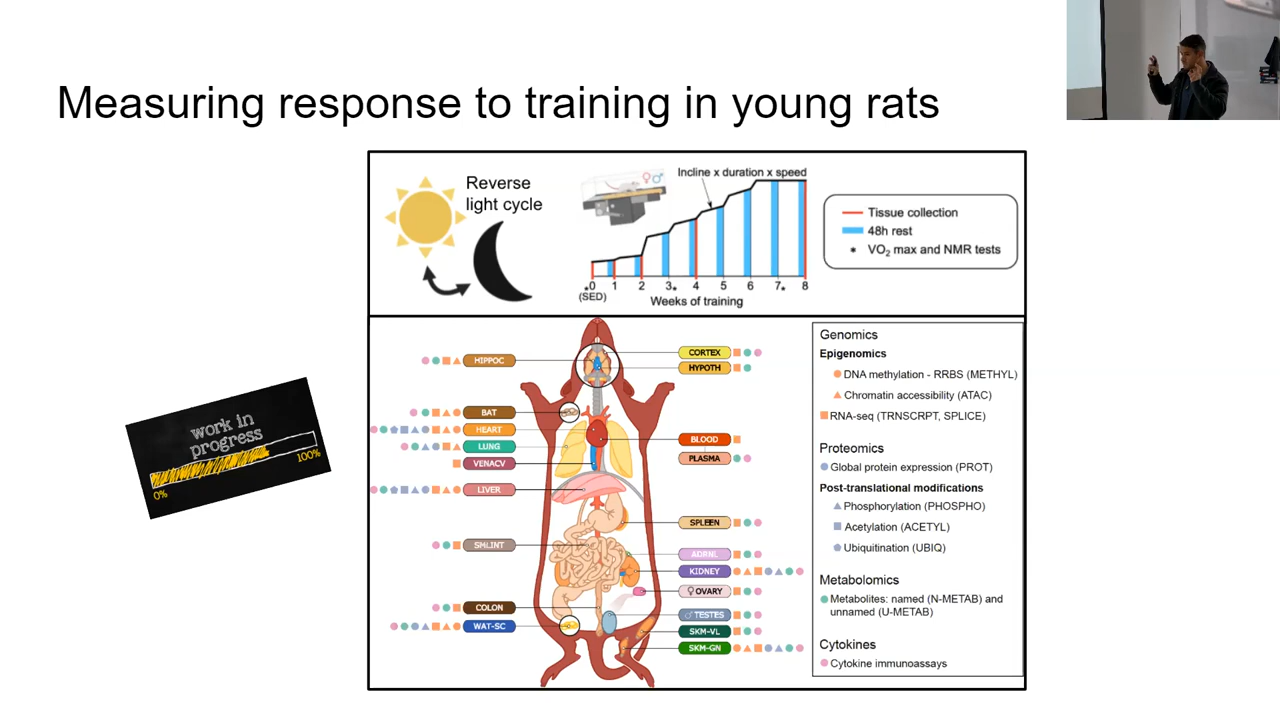 Measuring response to training in young rats
Reverse
light cycle
♀♂
Incline x duration x speed
*0 1 2 3* 4 5 6 7* 8
(SED)
Weeks of training
Tissue collection
48h rest
* VO2 max and NMR tests
work in
progress
0%
100%
HIPPOC
BAT
HEART
LUNG
VENACV
LIVER
SMLINT
COLON
WAT-SC
CORTEX
HYPOTH
BLOOD
PLASMA
SPLEEN
ADRNL
KIDNEY
♀OVARY
♂TESTES
SKM-VL
SKM-GN
Genomics
Epigenomics
DNA methylation - RRBS (METHYL)
Chromatin accessibility (ATAC)
RNA-seq (TRNSCRPT, SPLICE)
Proteomics
Global protein expression (PROT)
Post-translational modifications
Phosphorylation (PHOSPHO)
Acetylation (ACETYL)
Ubiquitination (UBIQ)
Metabolomics
Metabolites: named (N-METAB) and
unnamed (U-METAB)
Cytokines
Cytokine immunoassays